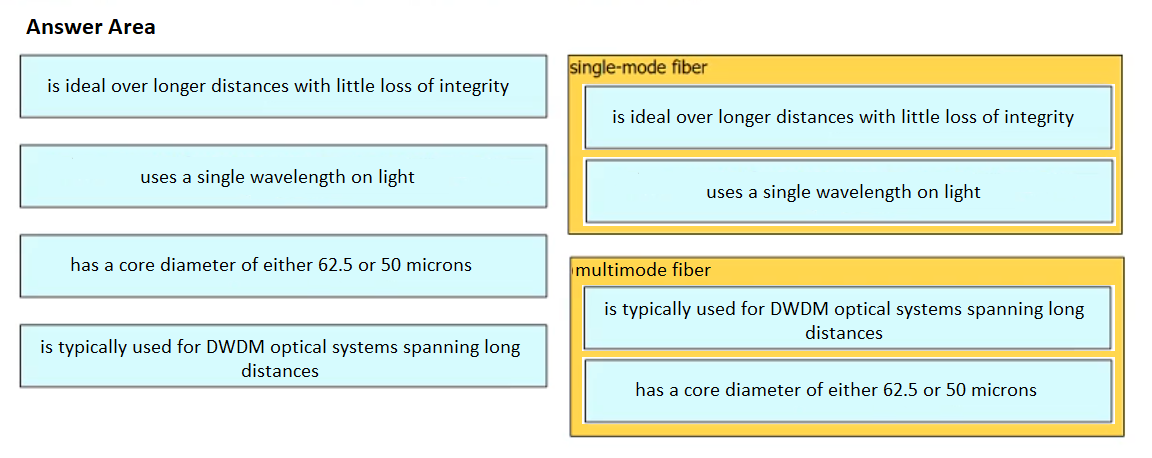 Answer Area
is ideal over longer distances with little loss of integrity
uses a single wavelength on light
has a core diameter of either 62.5 or 50 microns
is typically used for DWDM optical systems spanning long
distances
single-mode fiber
is ideal over longer distances with little loss of integrity
uses a single wavelength on light
multimode fiber
is typically used for DWDM optical systems spanning long
distances
has a core diameter of either 62.5 or 50 microns